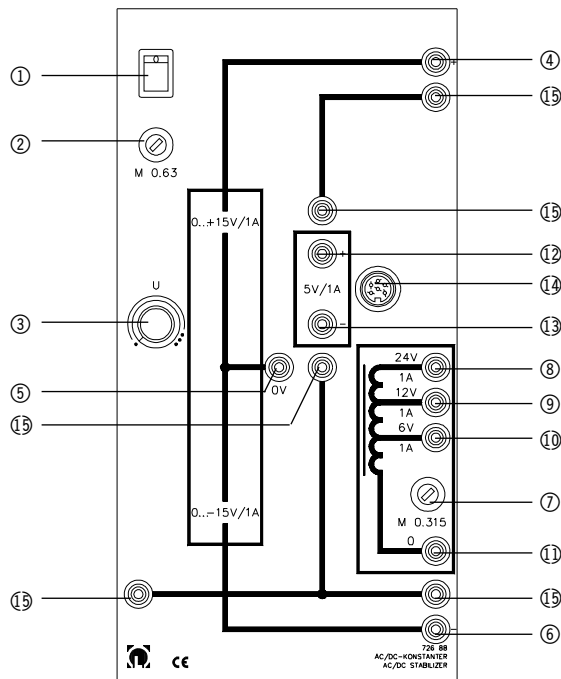 0
① ④ +
⑮
②
M 0.63
⑮
0...+15V/1A
⑫ +
U
5V/1A ⑭
③ - ⑬
24V ⑧
1A
⑤ 0V 12V ⑨
⑮ 1A
6V ⑩
1A
⑦
0...-15V/1A M 0.315
0 ⑪
⑮ ⑮
- ⑥
726 88
AC/DC-KONSTANTER
CE AC/DC STABILIZER